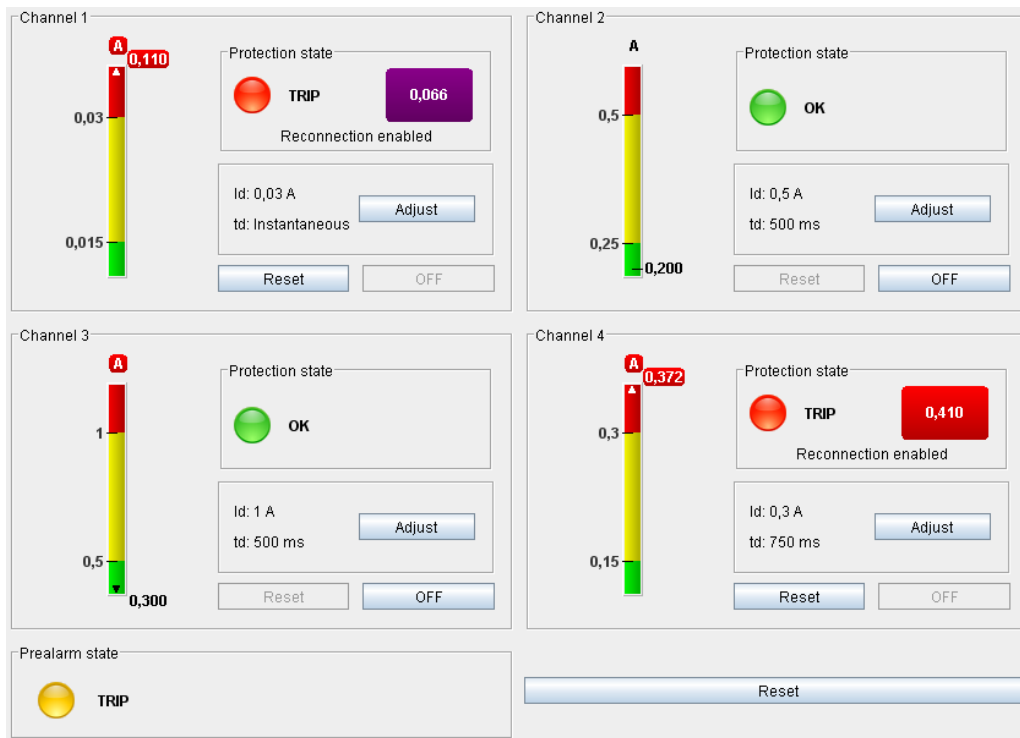 Channel 1
A
0,110
0,03
0,015
Protection state
TRIP
0,066
Reconnection enabled
Id: 0,03 A
td: Instantaneous
Adjust
Reset
OFF
Channel 2
A
0,5
0,25
0,200
Protection state
OK
Id: 0,5 A
td: 500 ms
Adjust
Reset
OFF
Channel 3
A
1
0,5
0,300
Protection state
OK
Id: 1 A
td: 500 ms
Adjust
Reset
OFF
Channel 4
A
0,372
0,3
0,15
Protection state
TRIP
0,410
Reconnection enabled
Id: 0,3 A
td: 750 ms
Adjust
Reset
OFF
Prealarm state
TRIP
Reset